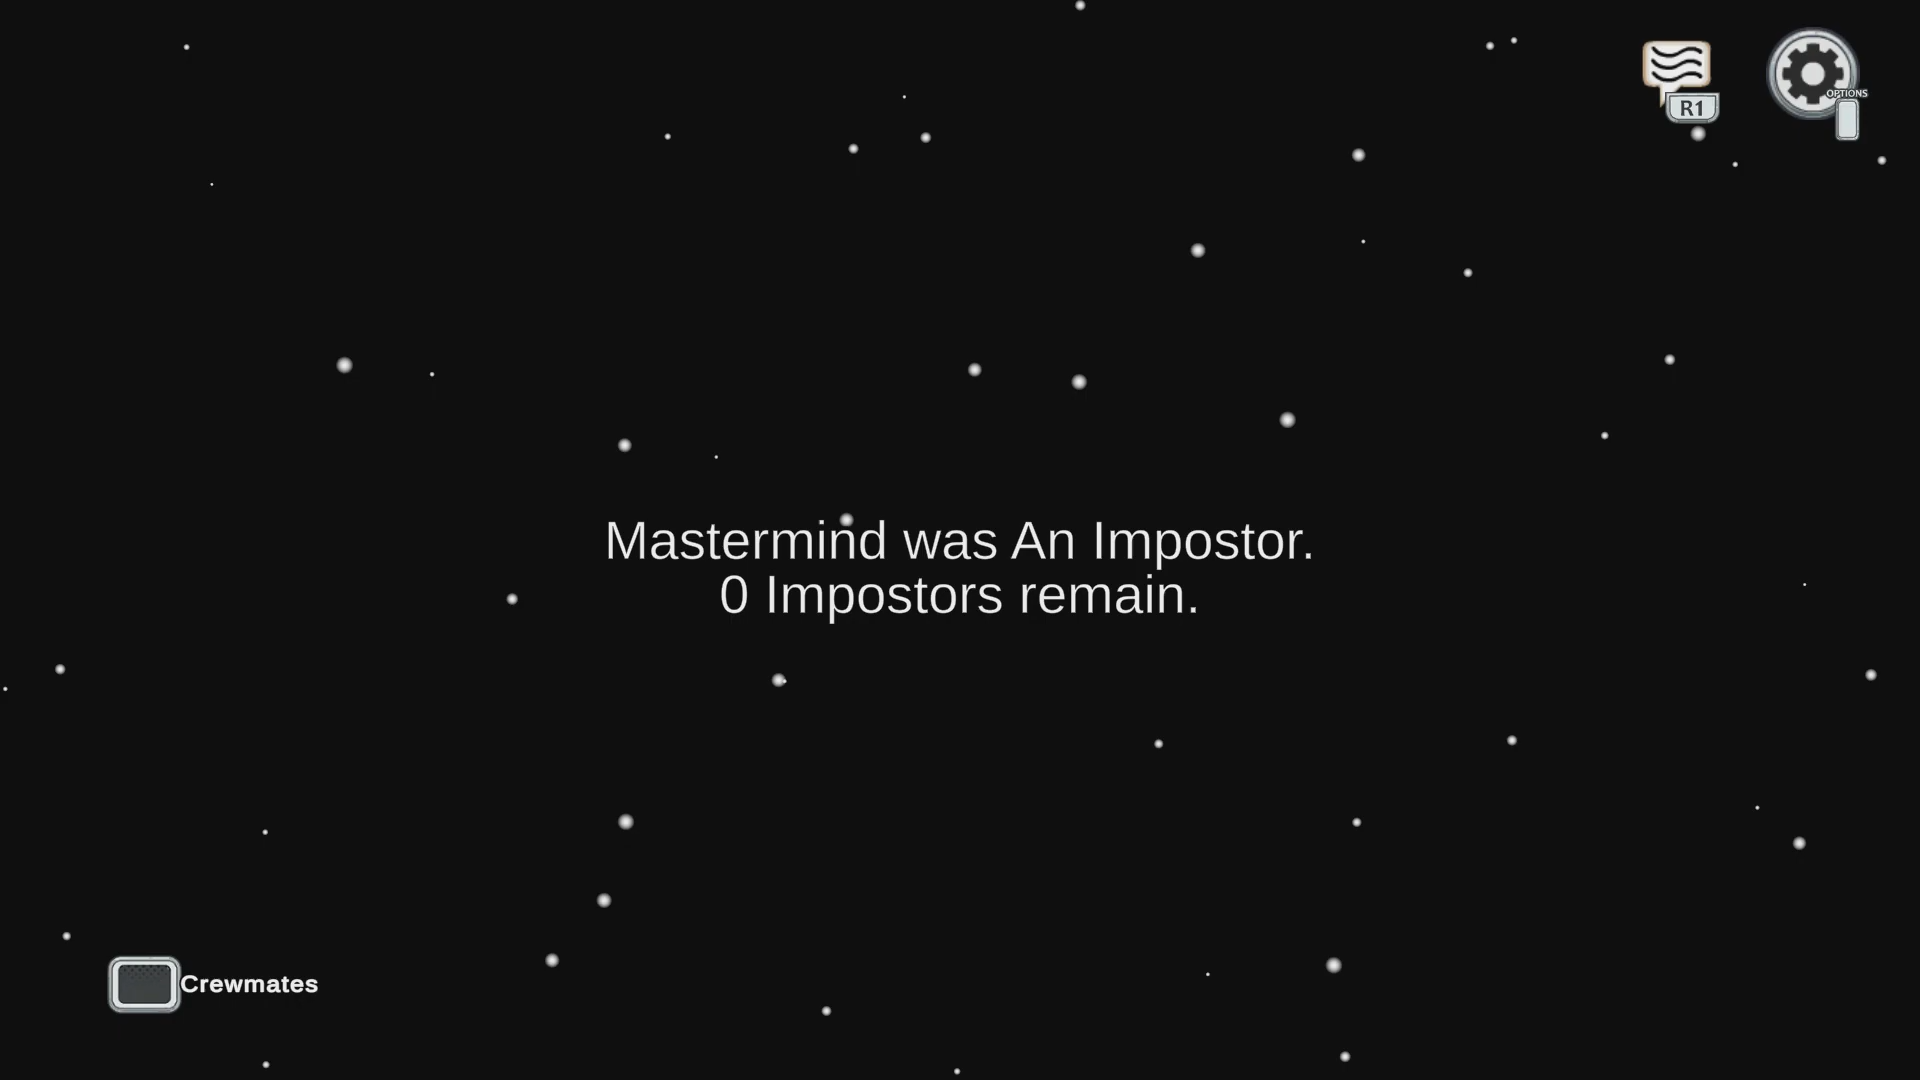 R1
OPTIONS
Mastermind was An Impostor.
0 Impostors remain.
Crewmates